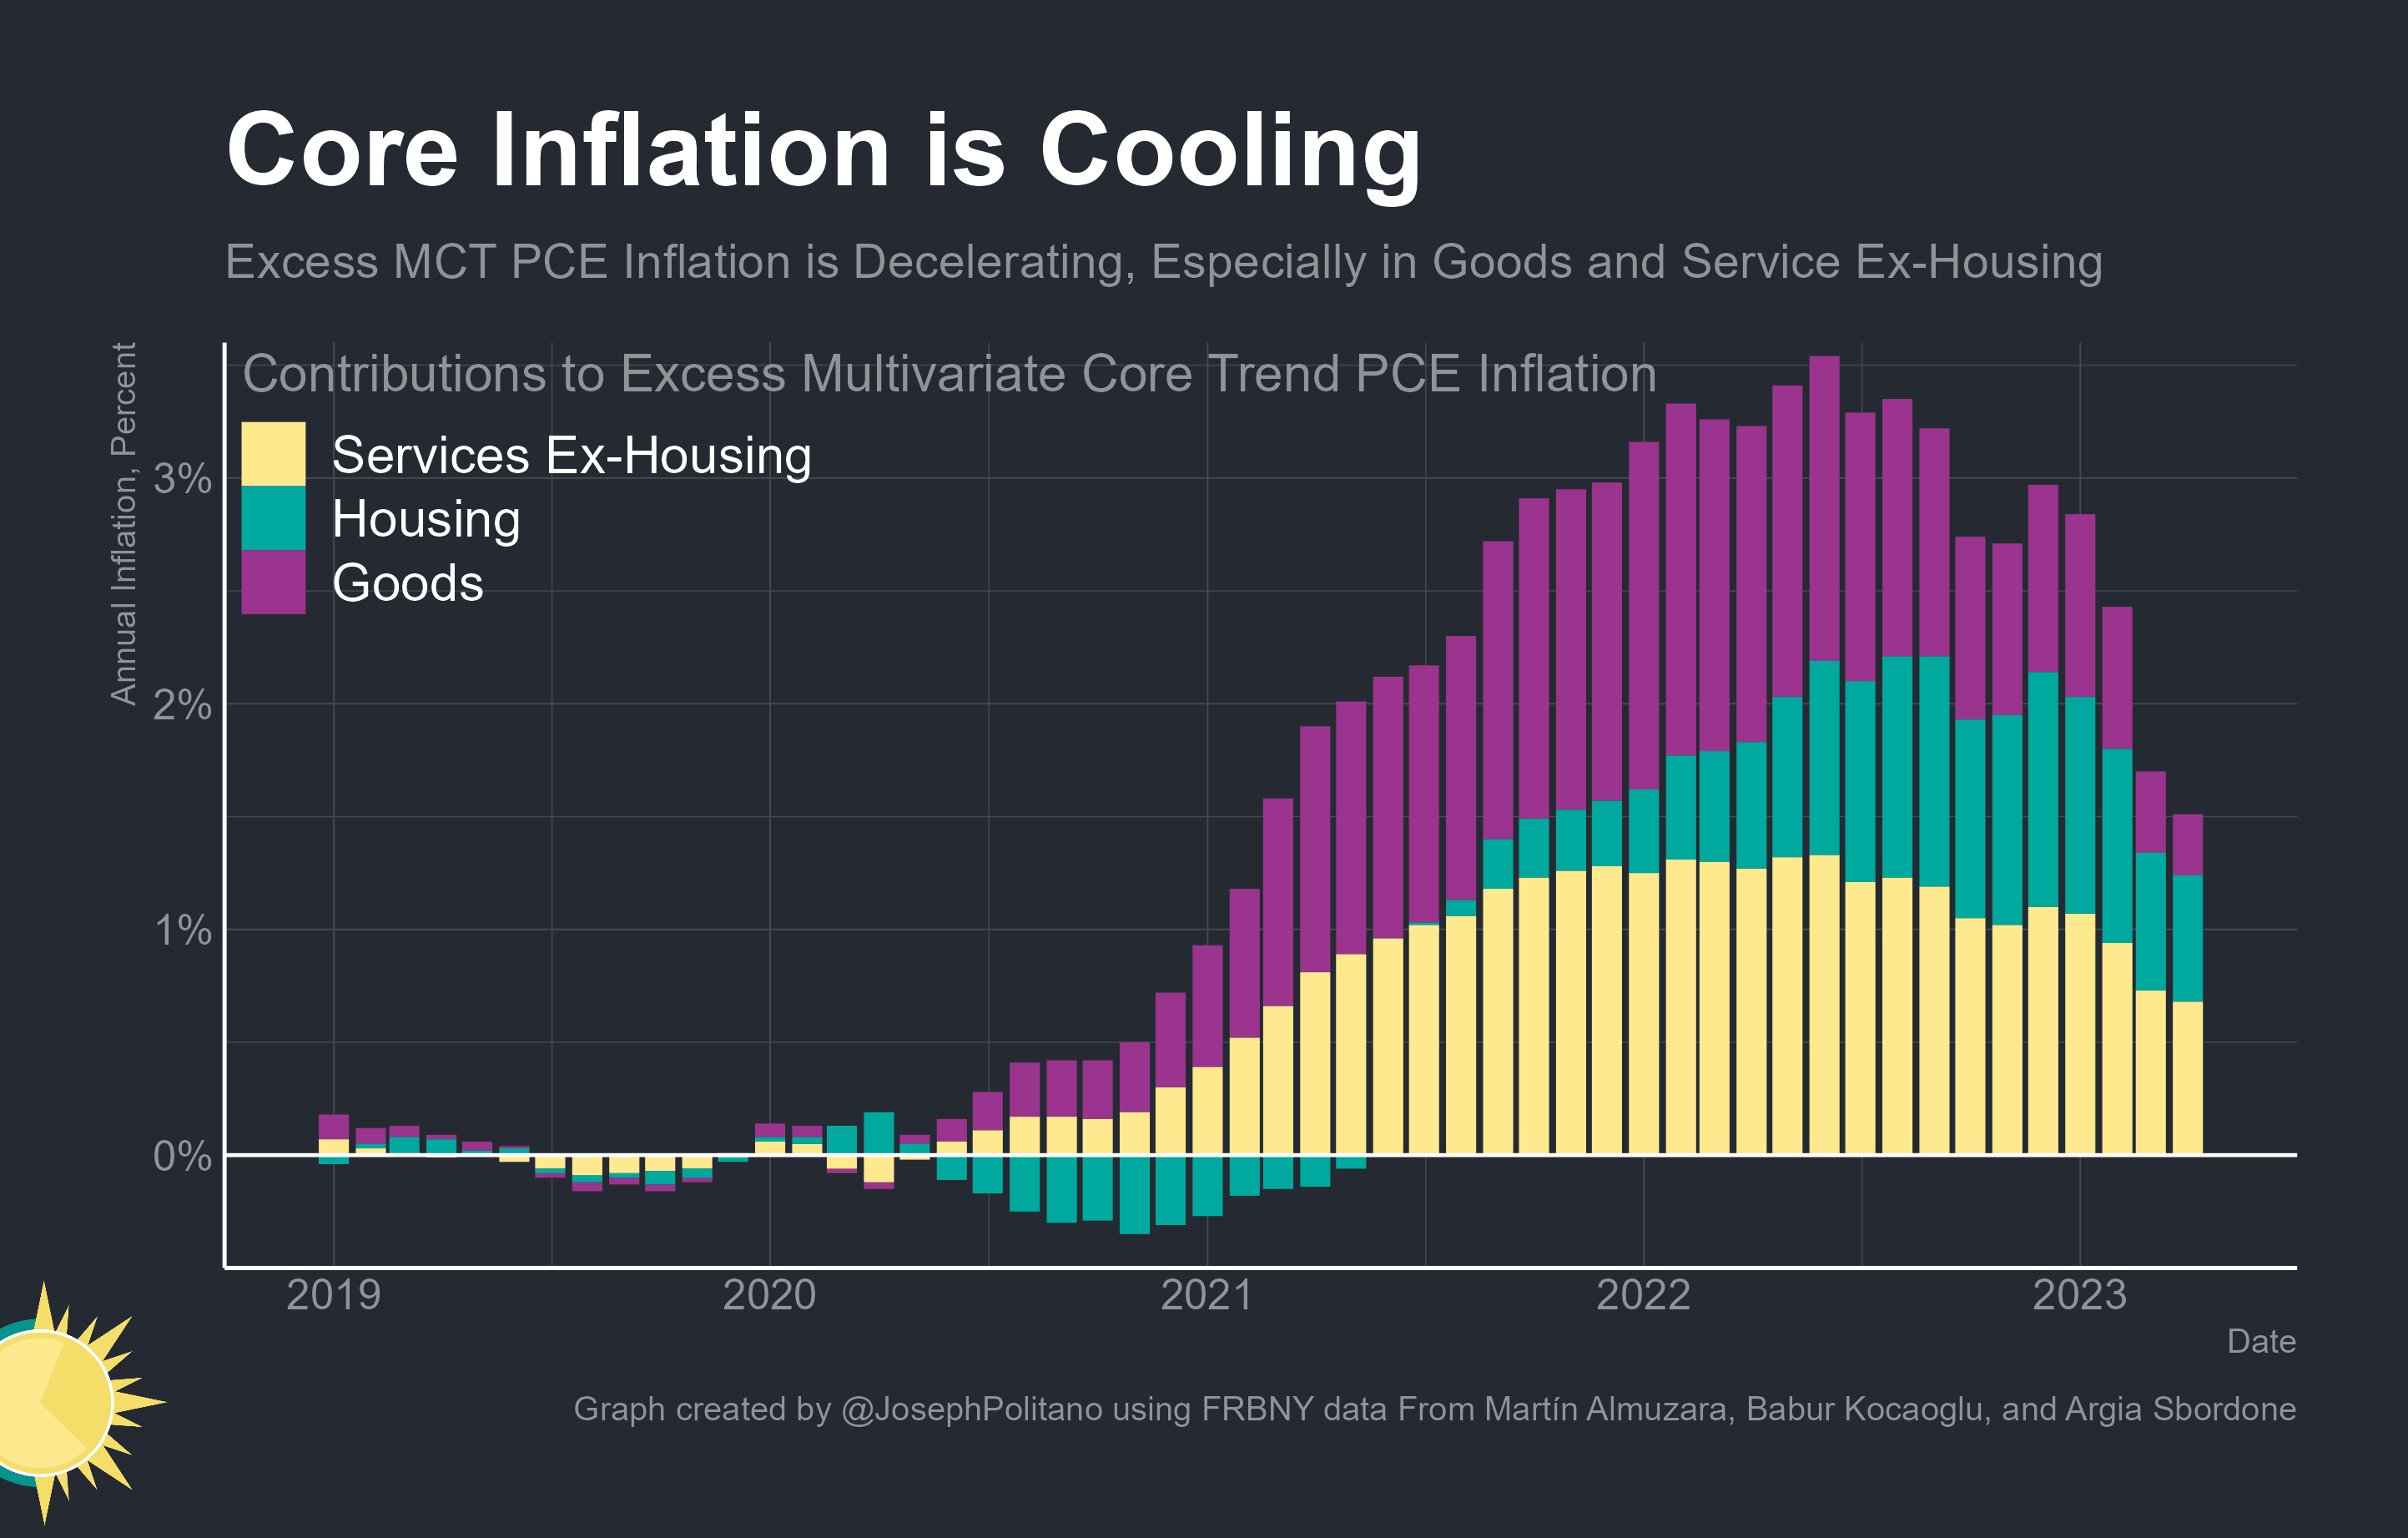 Core Inflation is Cooling
Excess MCT PCE Inflation is Decelerating, Especially in Goods and Service Ex-Housing
Annual Inflation, Percent
Contributions to Excess Multivariate Core Trend PCE Inflation
Services Ex-Housing
Housing
Goods
3%
2%
1%
0%
2019 2020 2021 2022 2023
Date
Graph created by @JosephPolitano using FRBNY data From Martín Almuzara, Babur Kocaoglu, and Argia Sbordone